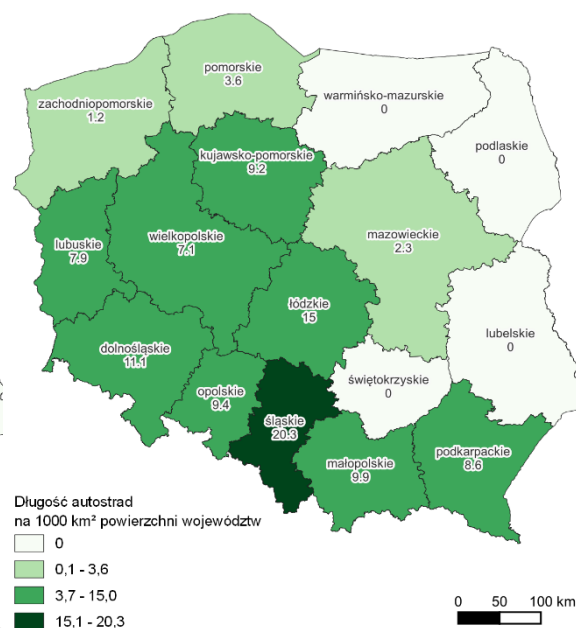 pomorskie
3.6
warmińsko-mazurskie
0
zachodniopomorskie
1.2
podlaskie
0
kujawsko-pomorskie
9.2
mazowieckie
2.3
wielkopolskie
7.1
lubuskie
7.9
łódzkie
15
lubelskie
0
dolnośląskie
11.1
świętokrzyskie
0
opolskie
9.4
śląskie
20.3
podkarpackie
8.6
małopolskie
9.9
Długość autostrad
na 1000 km² powierzchni województw
0
0,1 - 3,6
3,7 - 15,0
15,1 - 20,3
0 50 100 km